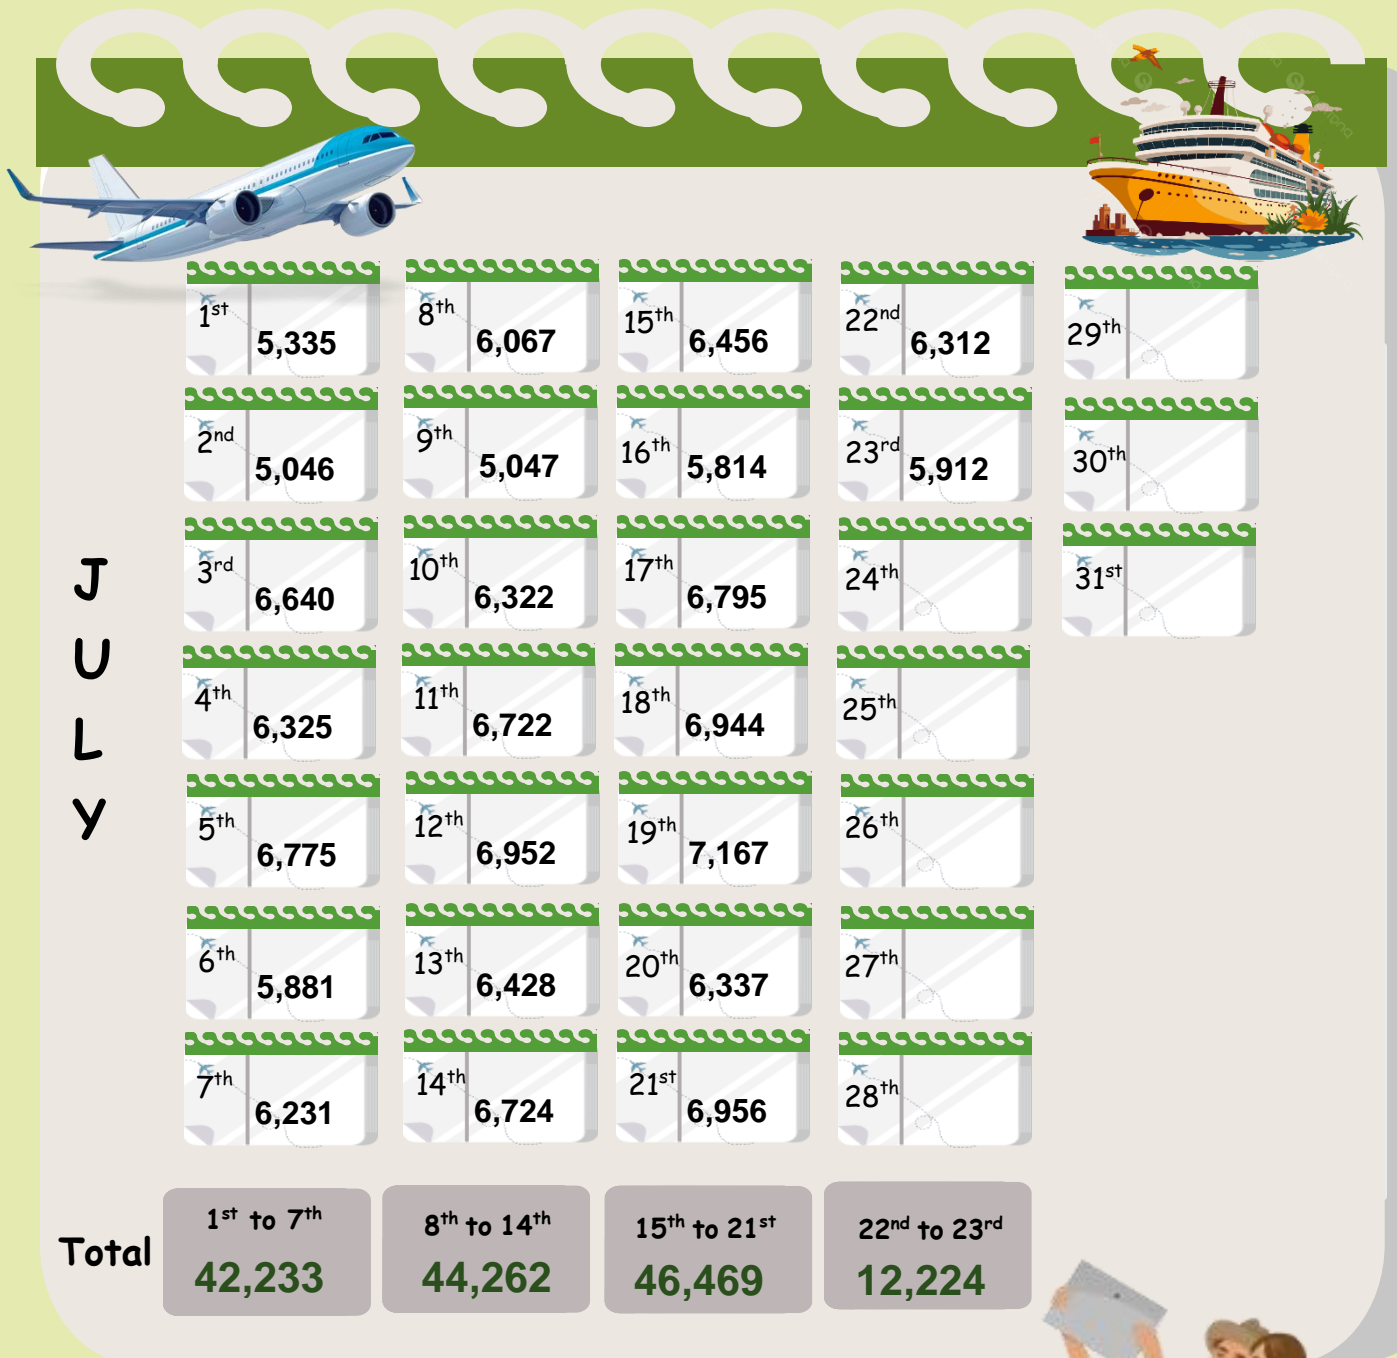 JULY
1st 5,335
2nd 5,046
3rd 6,640
4th 6,325
5th 6,775
6th 5,881
7th 6,231
8th 6,067
9th 5,047
10th 6,322
11th 6,722
12th 6,952
13th 6,428
14th 6,724
15th 6,456
16th 5,814
17th 6,795
18th 6,944
19th 7,167
20th 6,337
21st 6,956
22nd 6,312
23rd 5,912
24th
25th
26th
27th
28th
29th
30th
31st
Total
1st to 7th
42,233
8th to 14th
44,262
15th to 21st
46,469
22nd to 23rd
12,224